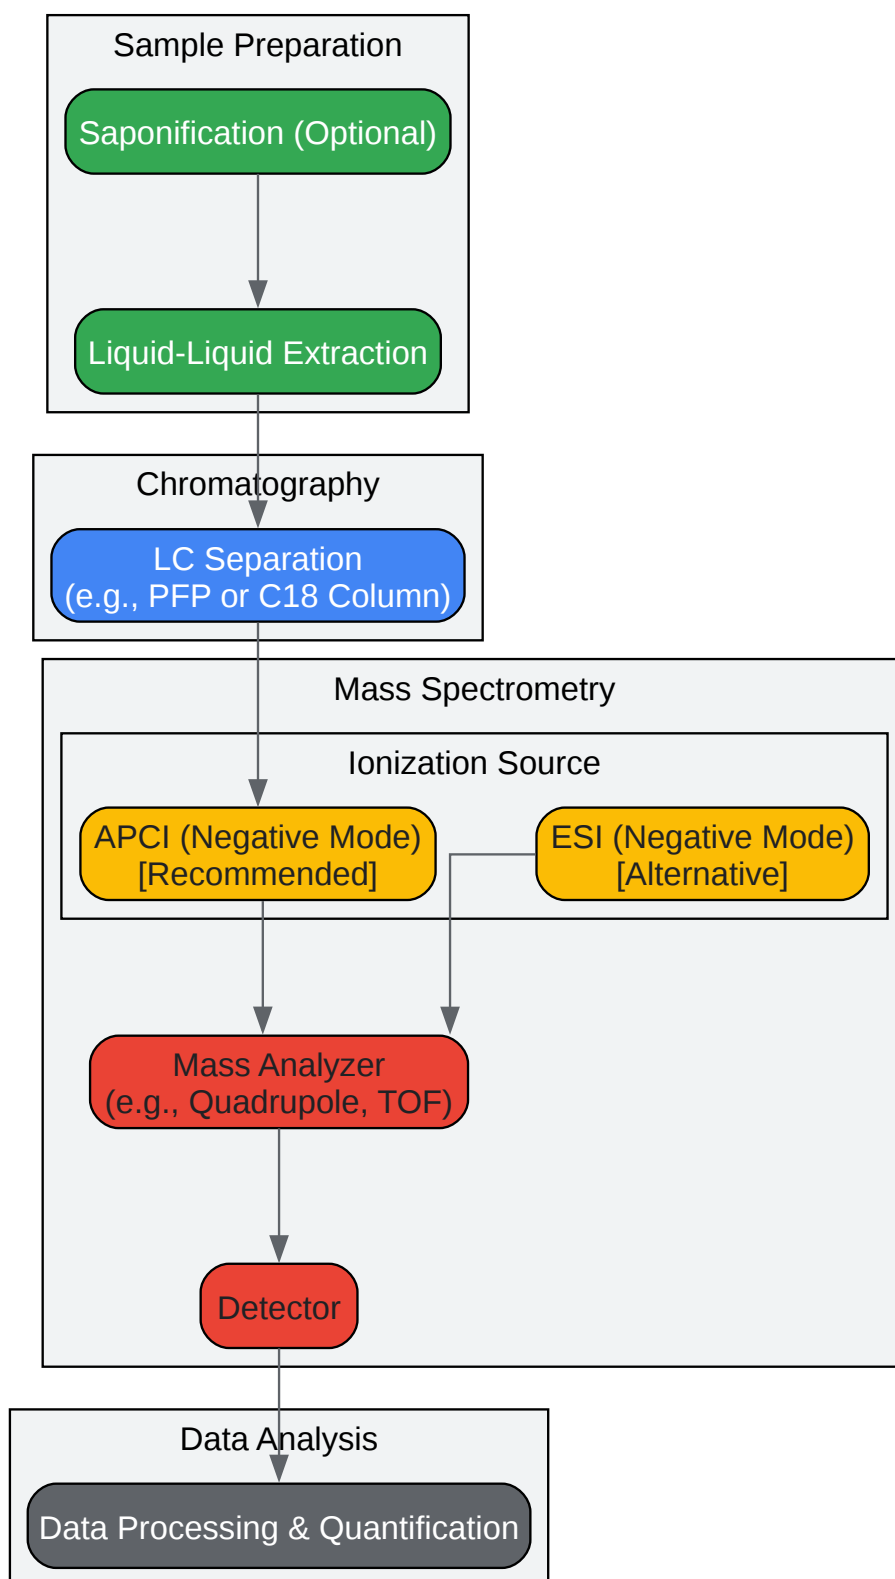 Sample Preparation
Saponification (Optional)
Liquid-Liquid Extraction
Chromatography
LC Separation
(e.g., PFP or C18 Column)
Mass Spectrometry
Ionization Source
APCI (Negative Mode)
[Recommended]
ESI (Negative Mode)
[Alternative]
Mass Analyzer
(e.g., Quadrupole, TOF)
Detector
Data Analysis
Data Processing & Quantification